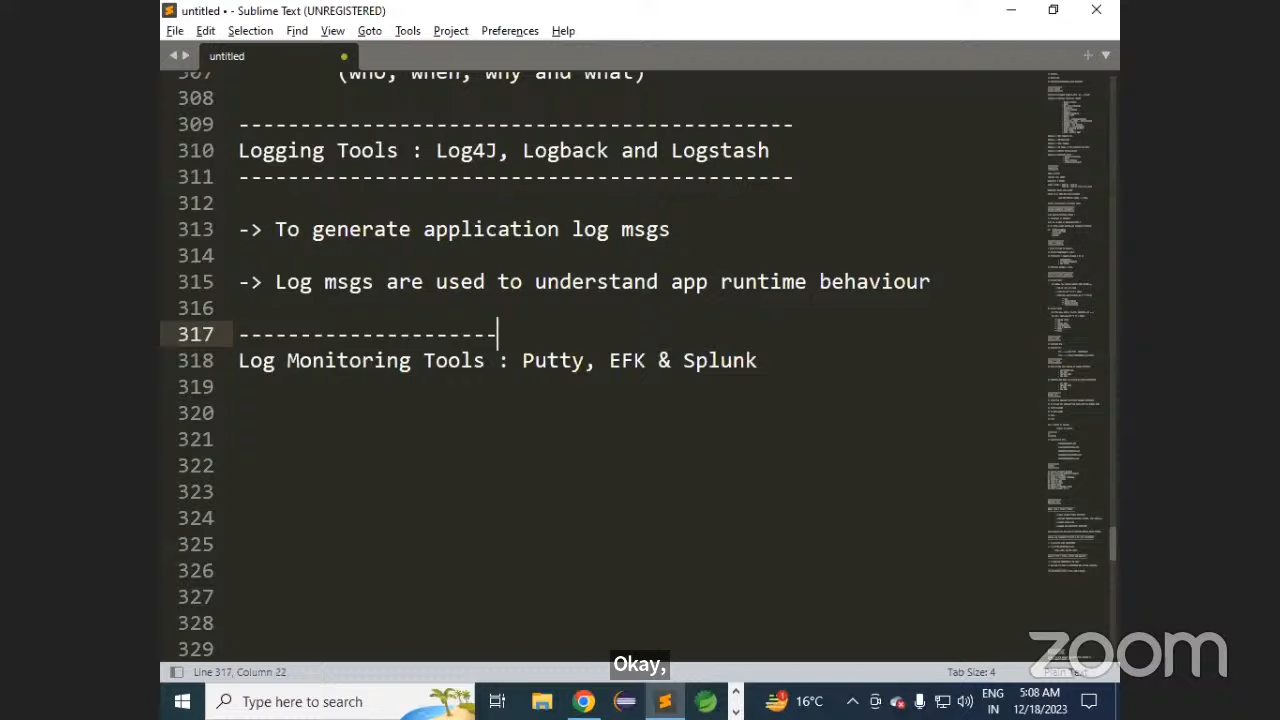 untitled • - Sublime Text (UNREGISTERED)
File Edit Selection Find View Goto Tools Project Preferences Help
untitled
307 (who, when, why and what)
308
309 ---------------------------------------------
310 Logging Tools : Log4J, Logback and Logstash
311 ---------------------------------------------
312
313 -> To generate application log msgs
314
315 -> Log msgs are used to understand app runtime behaviour
316
317 ---------------------
318 Log Monitoring Tools : Putty, EFK & Splunk
319
320
321
322
323
324
325
326
327
328
329
zoom
Okay,
Line 317, Column 22 Tab Size: 4 Plain Text
Type here to search 1 16°C ENG IN 5:08 AM 12/18/2023